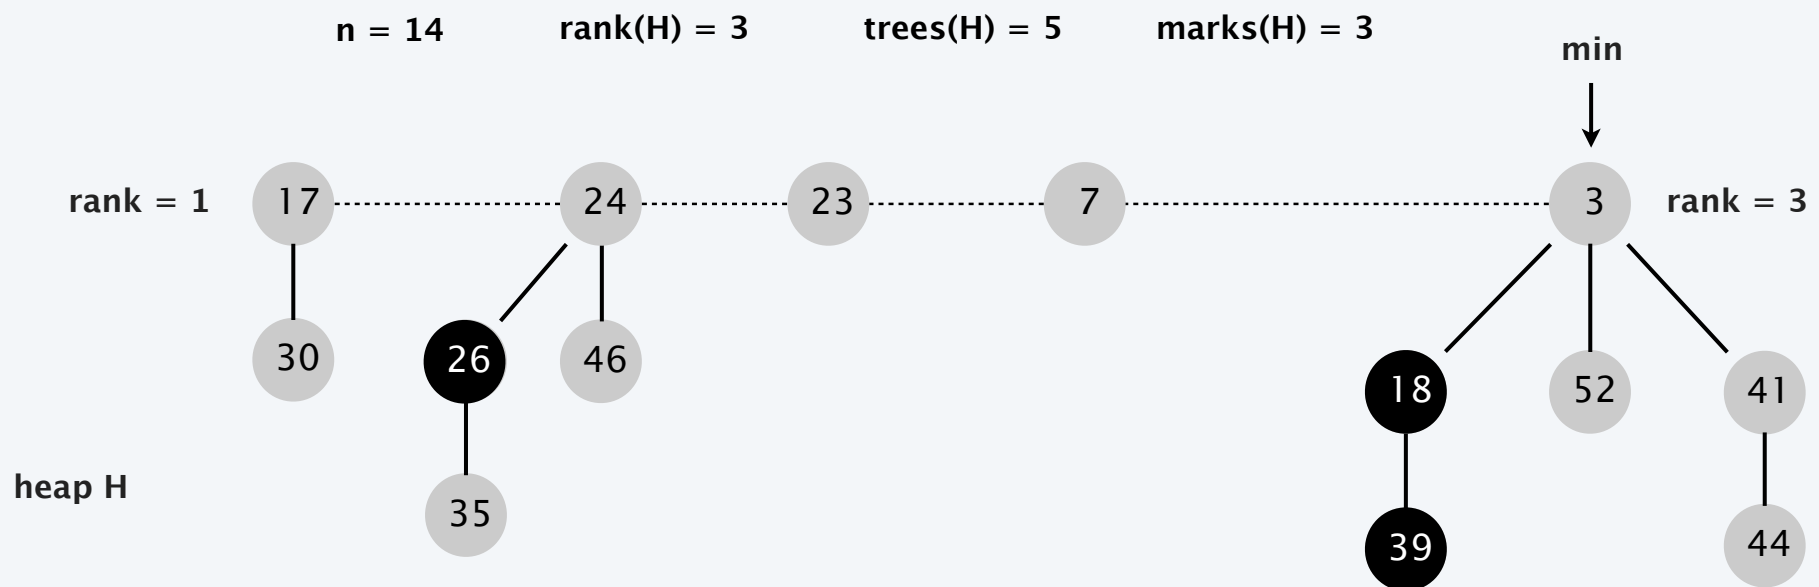 n = 14 rank(H) = 3 trees(H) = 5 marks(H) = 3
min
rank = 1 17 24 23 7 3 rank = 3
30 26 46
18 52 41
heap H
35
39 44